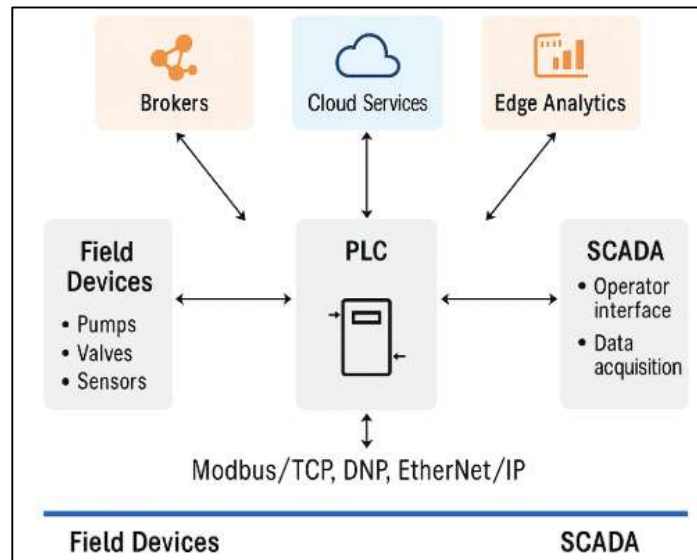 Brokers
Cloud Services
Edge Analytics
Field
Devices
• Pumps
• Valves
• Sensors
PLC
SCADA
• Operator
interface
• Data
acquisition
Modbus/TCP, DNP, EtherNet/IP
Field Devices
SCADA